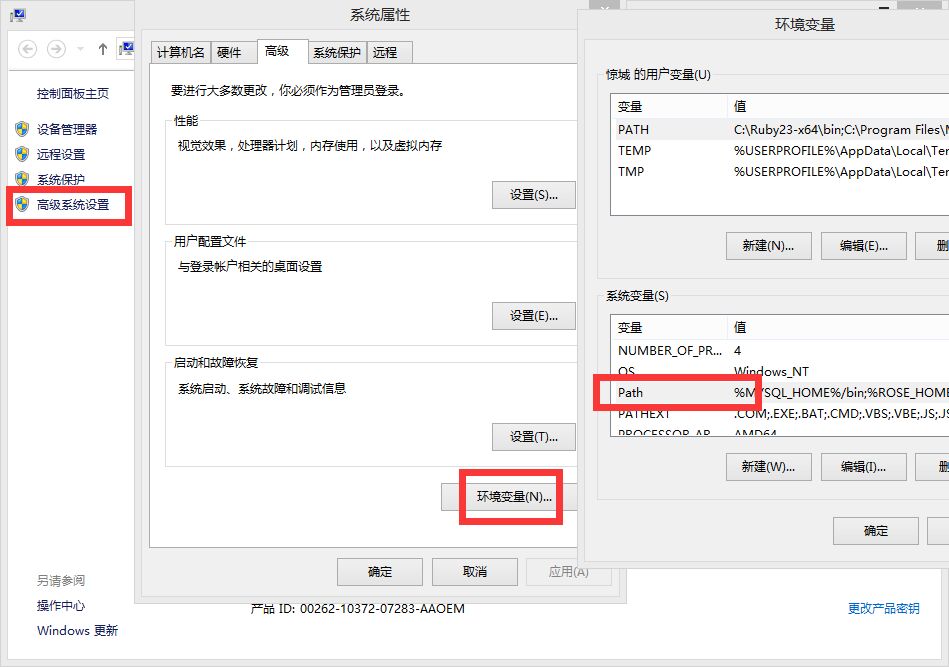 控制面板主页
设备管理器
远程设置
系统保护
高级系统设置
另请参阅
操作中心
Windows 更新
系统属性
计算机名 硬件 高级 系统保护 远程
要进行大多数更改，你必须作为管理员登录。
性能
视觉效果，处理器计划，内存使用，以及虚拟内存
设置(S)...
用户配置文件
与登录帐户相关的桌面设置
设置(E)...
启动和故障恢复
系统启动、系统故障和调试信息
设置(T)...
环境变量(N)...
确定 取消 应用(A)
产品 ID: 00262-10372-07283-AAOEM
更改产品密钥
环境变量
惊城 的用户变量(U)
变量 值
PATH C:\Ruby23-x64\bin;C:\Program Files\
TEMP %USERPROFILE%\AppData\Local\Ter
TMP %USERPROFILE%\AppData\Local\Ter
新建(N)... 编辑(E)... 删
系统变量(S)
变量 值
NUMBER_OF_PR... 4
OS Windows_NT
Path %MYSQL_HOME%/bin;%ROSE_HOME
PATHEXT .COM;.EXE;.BAT;.CMD;.VBS;.VBE;.JS;.JS
PROCESSOR_AR AMD64
新建(W)... 编辑(I)... 删
确定